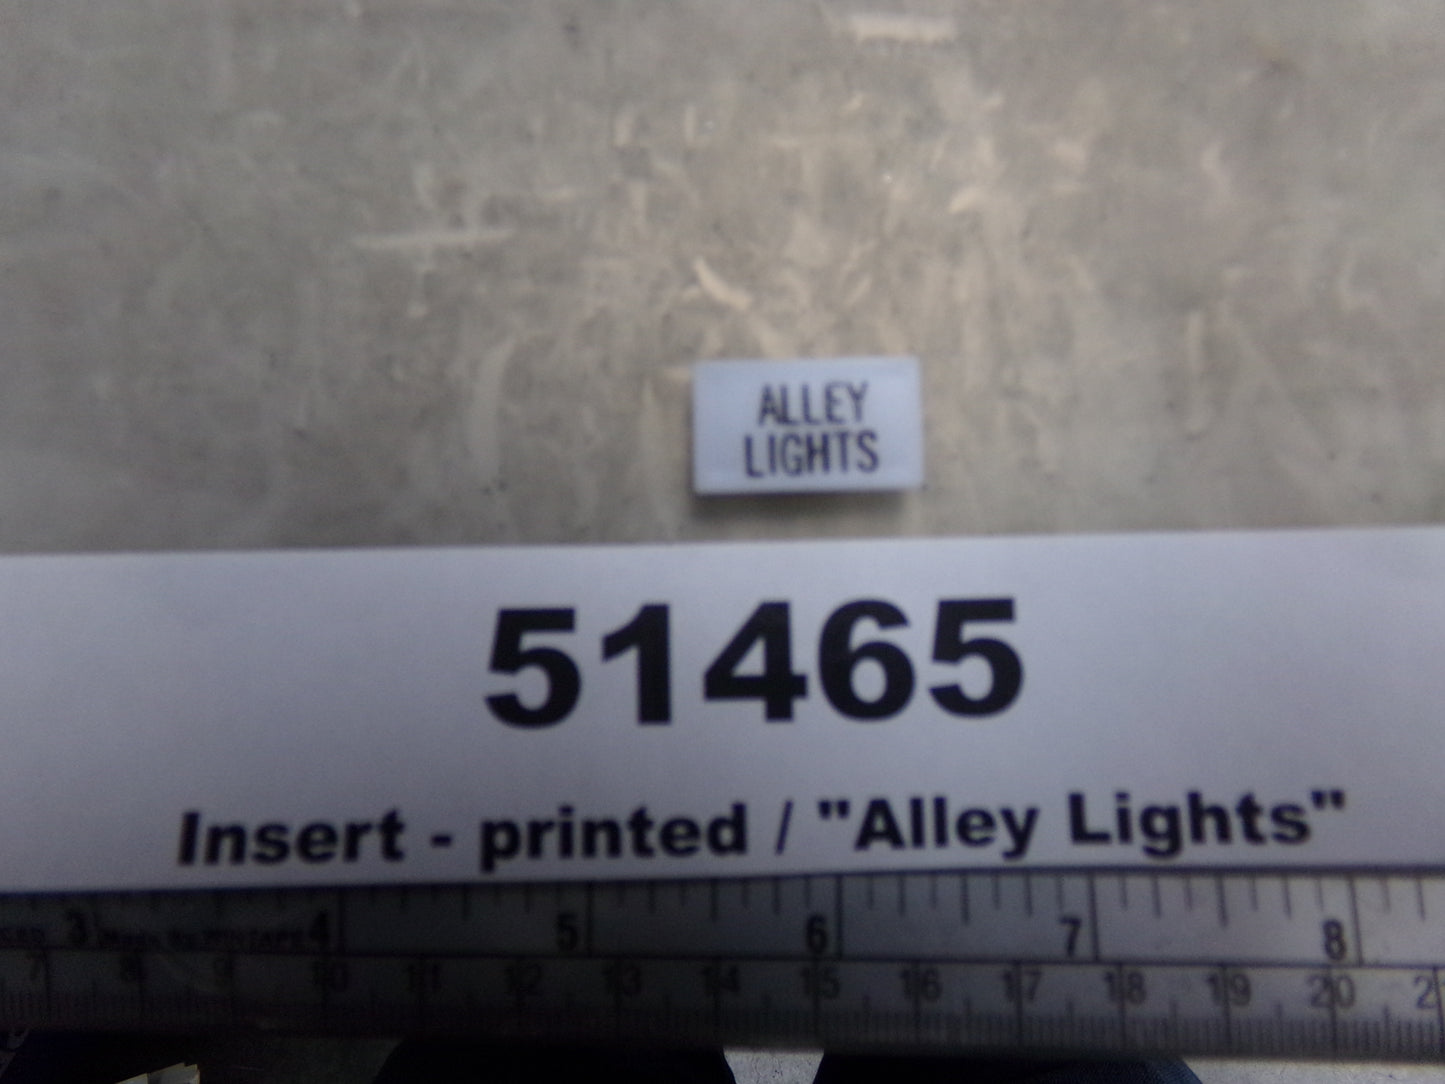 ALLEY
LIGHTS
51465
Insert - printed / "Alley Lights"
3 4 5 6 7 8
7 8 9 10 11 12 13 14 15 16 17 18 19 20